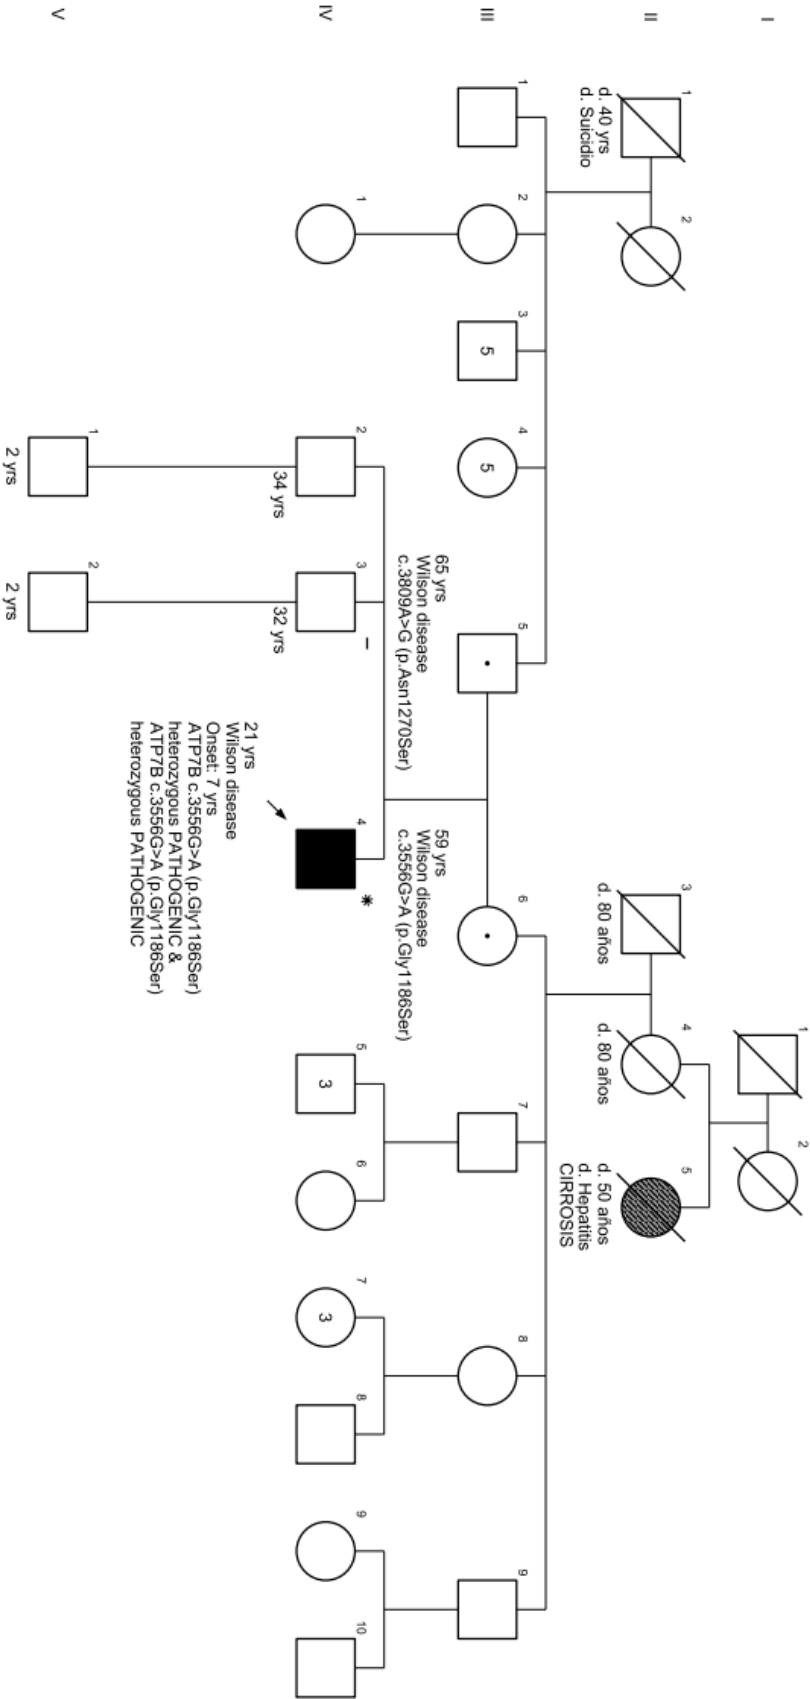 I
1
2
II
1
2
3
4
5
d. 40 yrs
d. Suicidio
d. 80 años
d. 80 años
d. 50 años
d. Hepatitis
CIRROSIS
III
1
2
3
4
5
6
7
8
9
5
5
65 yrs
Wilson disease
c.3809A>G (p.Asn1270Ser)
59 yrs
Wilson disease
c.3556G>A (p.Gly1186Ser)
IV
1
2
3
4
5
6
7
8
9
10
*
3
3
34 yrs
32 yrs
21 yrs
Wilson disease
Onset: 7 yrs
ATP7B c.3556G>A (p.Gly1186Ser)
heterozygous PATHOGENIC &
ATP7B c.3556G>A (p.Gly1186Ser)
heterozygous PATHOGENIC
V
1
2
2 yrs
2 yrs